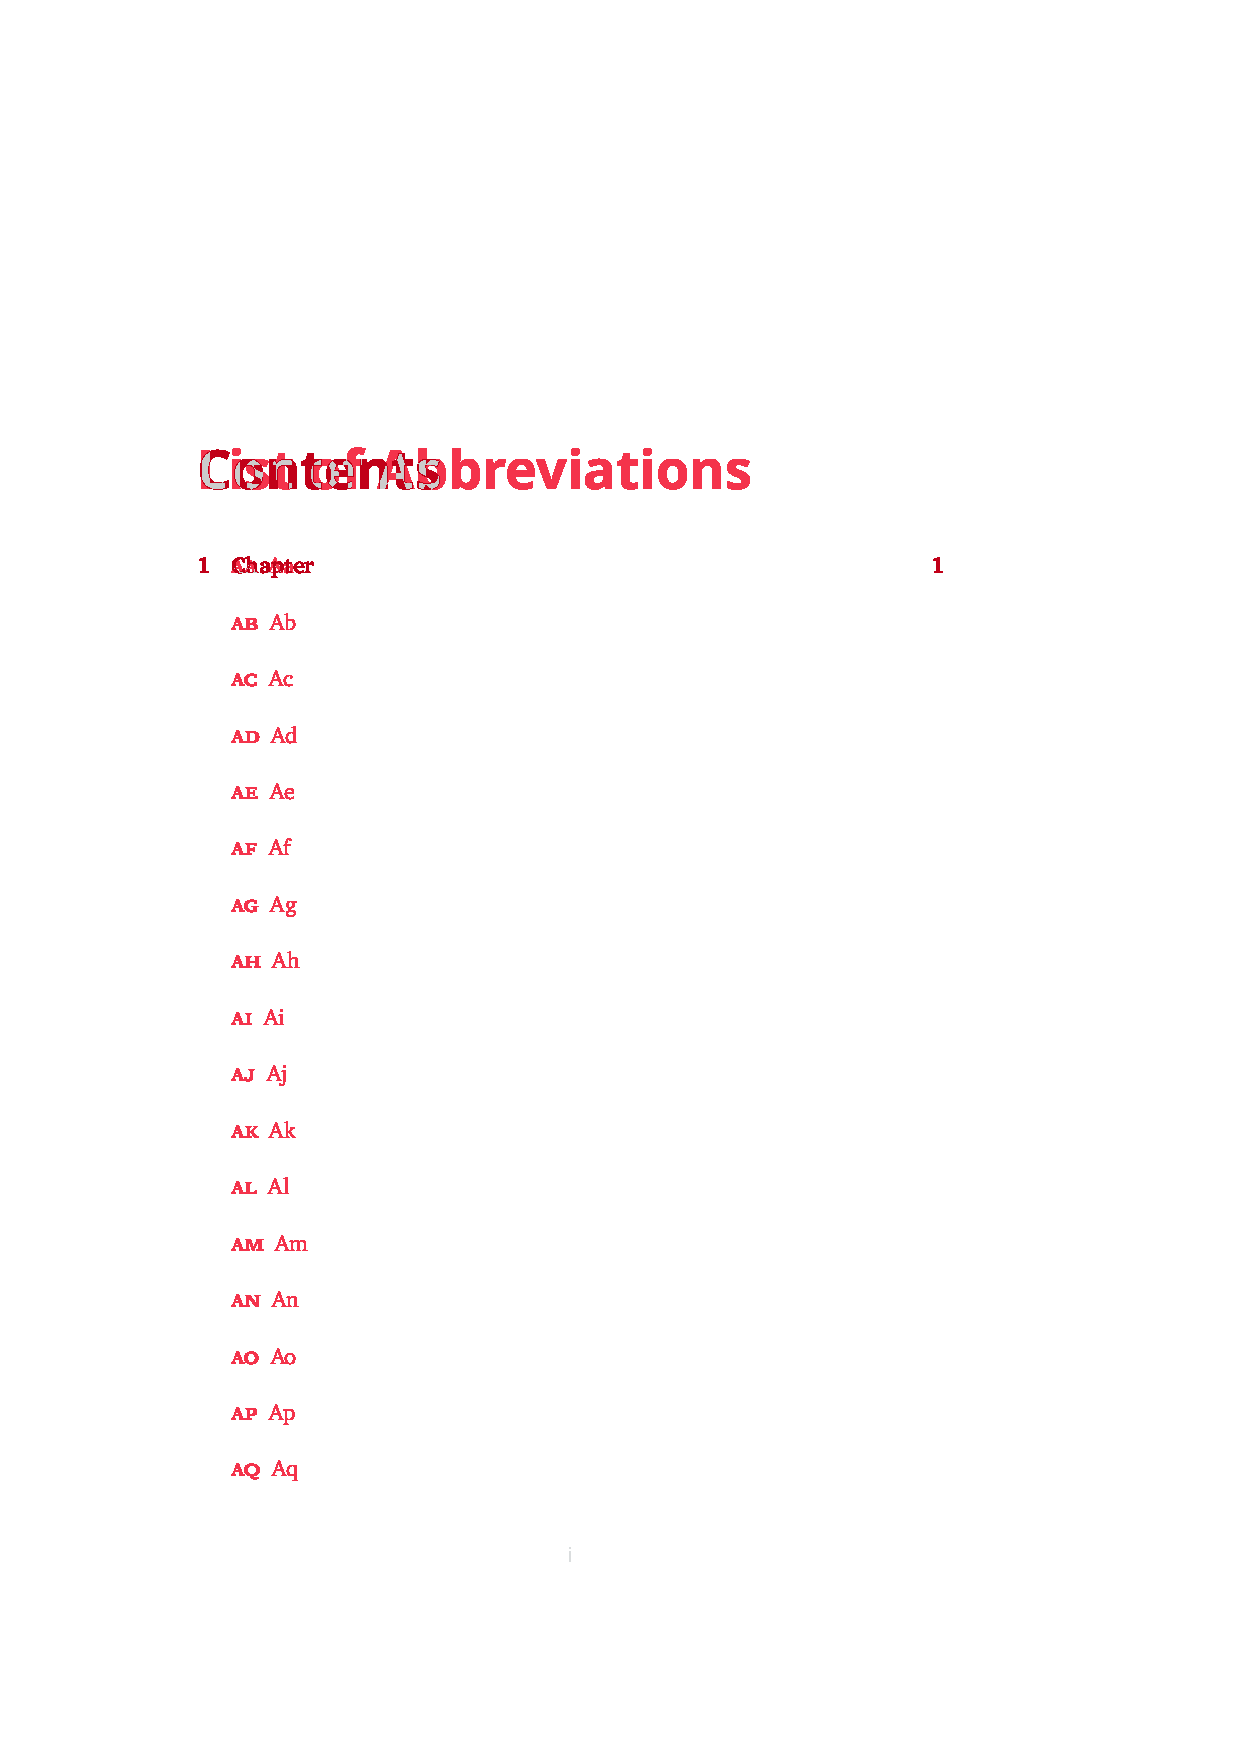 Contents
List of Abbreviations
1 Chapter 1
AB Ab
AC Ac
AD Ad
AE Ae
AF Af
AG Ag
AH Ah
AI Ai
AJ Aj
AK Ak
AL Al
AM Am
AN An
AO Ao
AP Ap
AQ Aq
i